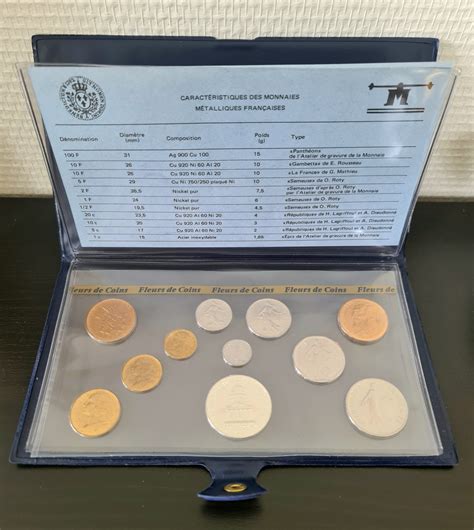 CARACTÉRISTIQUES DES MONNAIES
MÉTALLIQUES FRANÇAISES
Dénomination Diamètre (mm) Composition Poids (g) Type
100 F 31 Ag 900 Cu 100 15 «Panthéon»
de l'Atelier de gravure de la Monnaie
10 F 26 Cu 920 Ni 60 Al 20 10 «Gambetta» de E. Rousseau
10 F 26 Cu 920 Ni 60 Al 20 10 «La France» de G. Mathieu
5 F 29 Cu Ni 750/250 plaqué Ni 10 «Semeuse» de O. Roty
2 F 26,5 Nickel pur 7,5 «Semeuse» d'après O. Roty
par l'Atelier de gravure de la Monnaie
1 F 24 Nickel pur 6 «Semeuse» de O. Roty
1/2 F 19,5 Nickel pur 4,5 «Semeuse» de O. Roty
20 c 23,5 Cu 920 Al 60 Ni 20 4 «République» de H. Lagriffoul et A. Dieudonné
10 c 20 Cu 920 Al 60 Ni 20 3 «République» de H. Lagriffoul et A. Dieudonné
5 c 17 Cu 920 Al 60 Ni 20 2 «République» de H. Lagriffoul et A. Dieudonné
1 c 15 Acier inoxydable 1,65 «Épi» de l'Atelier de gravure de la Monnaie
Fleurs de Coins Fleurs de Coins Fleurs de Coins Fleurs de Coins